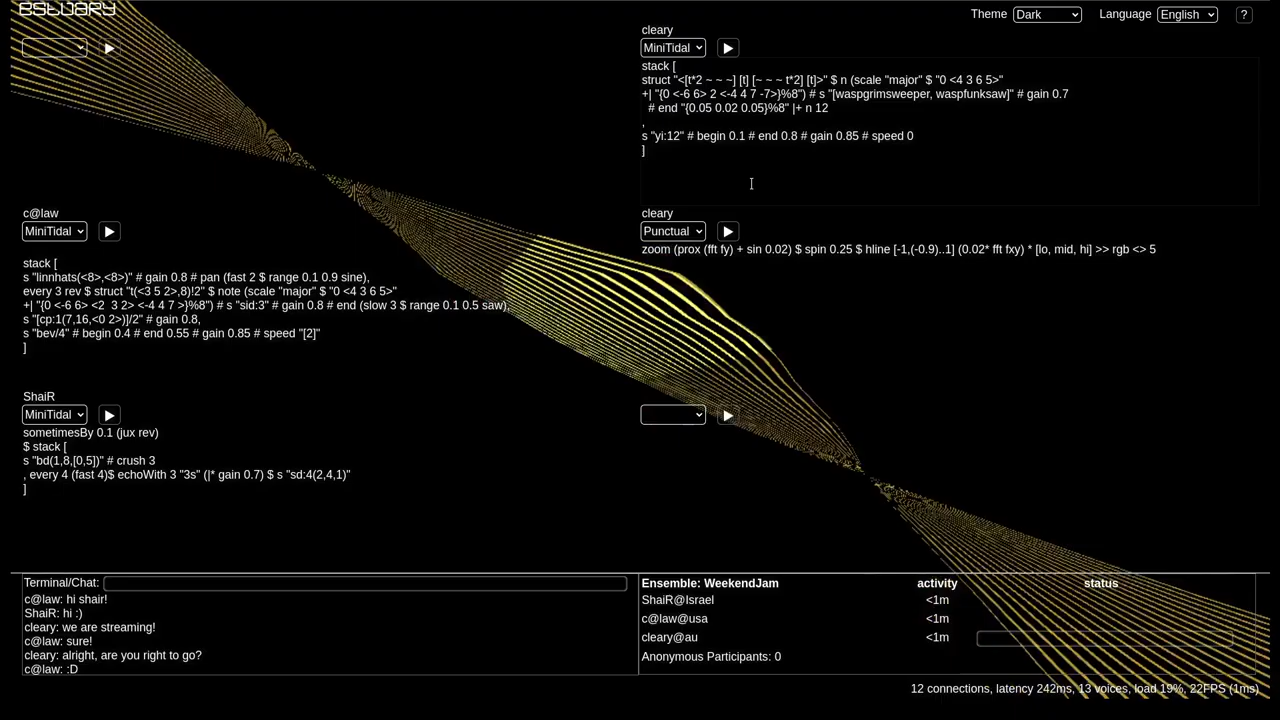 ESTUARY
Theme Dark Language English ?
cleary
MiniTidal
stack [
struct "<[t*2 ~ ~ ~] [t] [~ ~ ~ t*2] [t]>" $ n (scale "major" $ "0 <4 3 6 5>"
+| "{0 <-6 6> 2 <-4 4 7 -7>}%8") # s "[waspgrimsweeper, waspfunksaw]" # gain 0.7
# end "{0.05 0.02 0.05}%8" |+ n 12
,
s "yi:12" # begin 0.1 # end 0.8 # gain 0.85 # speed 0
]
c@law
MiniTidal
stack [
s "linnhats(<8>,<8>)" # gain 0.8 # pan (fast 2 $ range 0.1 0.9 sine),
every 3 rev $ struct "t(<3 5 2>,8)!2" $ note (scale "major" $ "0 <4 3 6 5>"
+| "{0 <-6 6> <2  3 2> <-4 4 7 >}%8") # s "sid:3" # gain 0.8 # end (slow 3 $ range 0.1 0.5 saw),
s "[cp:1(7,16,<0 2>)]/2" # gain 0.8,
s "bev/4" # begin 0.4 # end 0.55 # gain 0.85 # speed "[2]"
]
cleary
Punctual
zoom (prox (fft fy) + sin 0.02) $ spin 0.25 $ hline [-1,(-0.9)..1] (0.02* fft fxy) * [lo, mid, hi] >> rgb <> 5
ShaiR
MiniTidal
sometimesBy 0.1 (jux rev)
$ stack [
s "bd(1,8,[0,5])" # crush 3
, every 4 (fast 4)$ echoWith 3 "3s" (|* gain 0.7) $ s "sd:4(2,4,1)"
]
Terminal/Chat:
c@law: hi shair!
ShaiR: hi :)
cleary: we are streaming!
c@law: sure!
cleary: alright, are you right to go?
c@law: :D
Ensemble: WeekendJam activity status
ShaiR@Israel <1m
c@law@usa <1m
cleary@au <1m
Anonymous Participants: 0
12 connections, latency 242ms, 13 voices, load 19%, 22FPS (1ms)